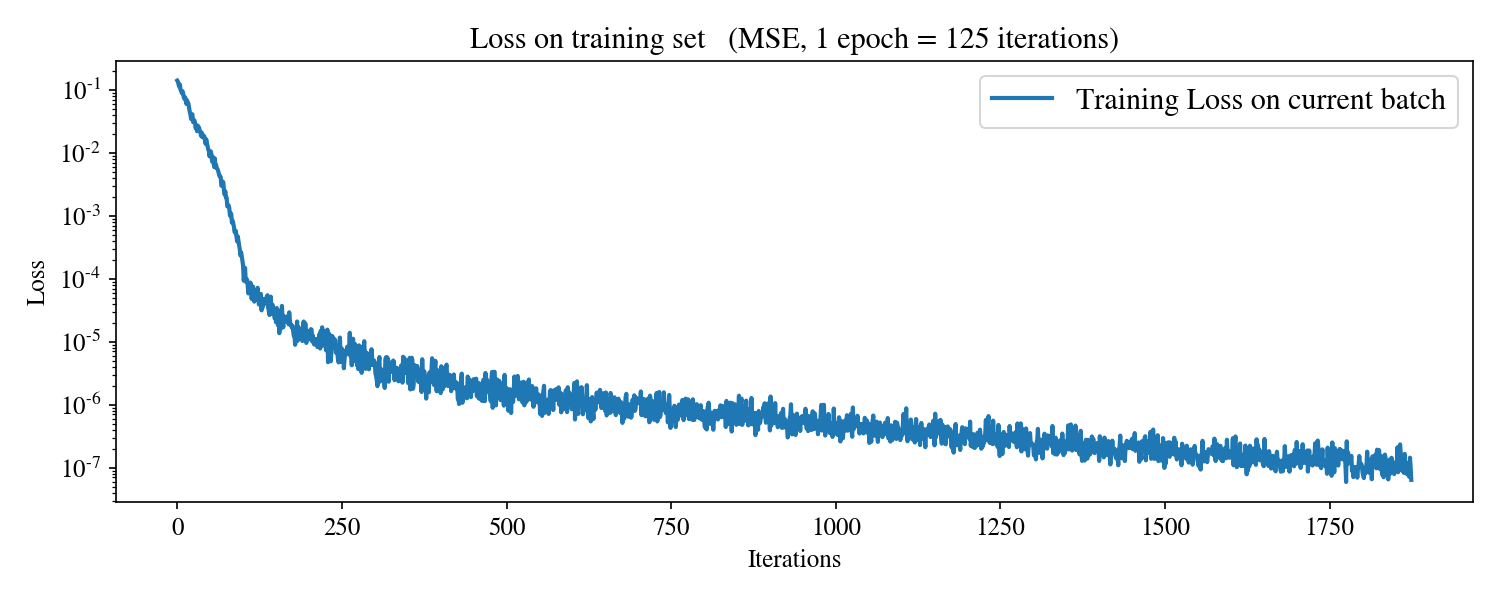 Loss on training set   (MSE, 1 epoch = 125 iterations)
Training Loss on current batch
Loss
10^-1
10^-2
10^-3
10^-4
10^-5
10^-6
10^-7
0 250 500 750 1000 1250 1500 1750
Iterations